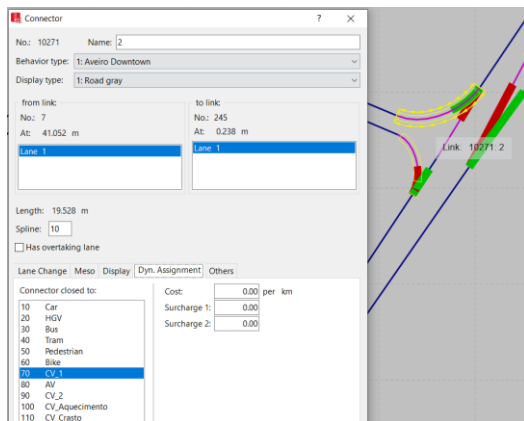 Connector
? ×
No.: 10271 Name: 2
Behavior type: 1: Aveiro Downtown
Display type: 1: Road gray
from link:
No.: 7
At: 41.052 m
Lane 1
to link:
No.: 245
At: 0.238 m
Lane 1
Length: 19.528 m
Spline: 10
Has overtaking lane
Lane Change Meso Display Dyn. Assignment Others
Connector closed to:
10 Car
20 HGV
30 Bus
40 Tram
50 Pedestrian
60 Bike
70 CV_1
80 AV
90 CV_2
100 CV_Aquecimento
110 CV_Crasto
Cost: 0.00 per km
Surcharge 1: 0.00
Surcharge 2: 0.00
Link: 10271: 2